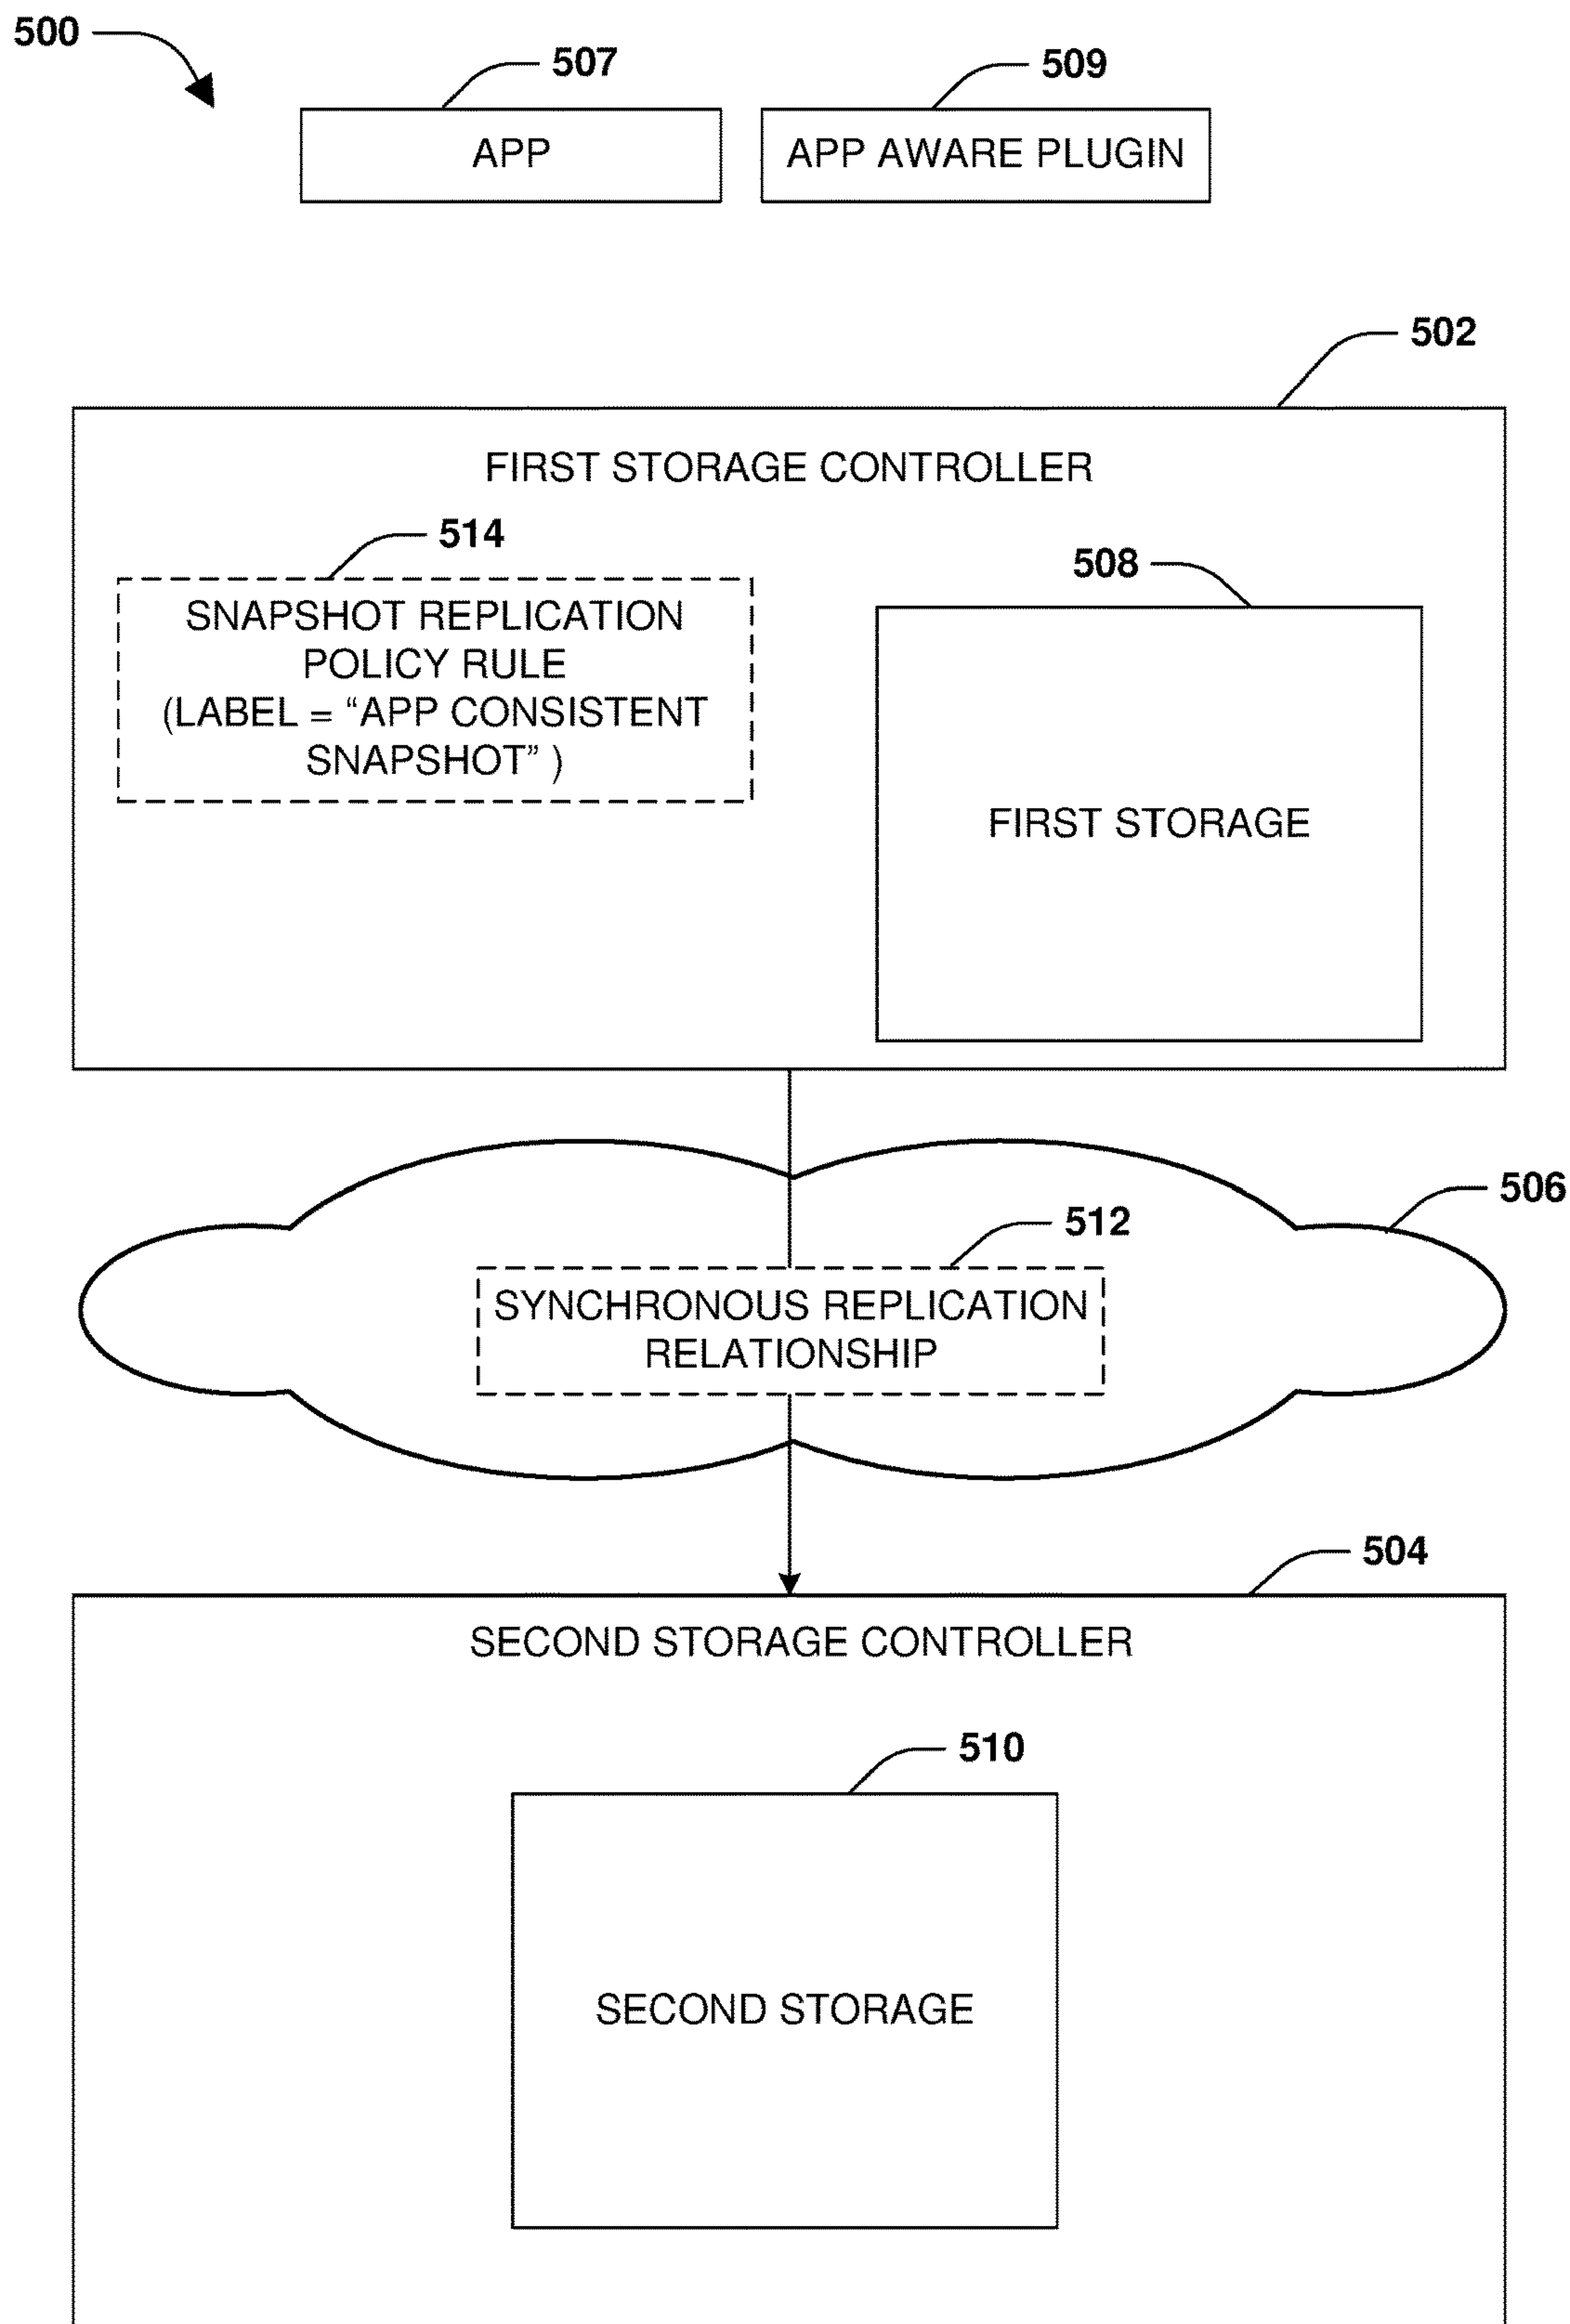 500
507
509
APP
APP AWARE PLUGIN
502
FIRST STORAGE CONTROLLER
514
508
SNAPSHOT REPLICATION
POLICY RULE
(LABEL = “APP CONSISTENT
SNAPSHOT” )
FIRST STORAGE
506
512
SYNCHRONOUS REPLICATION
RELATIONSHIP
504
SECOND STORAGE CONTROLLER
510
SECOND STORAGE